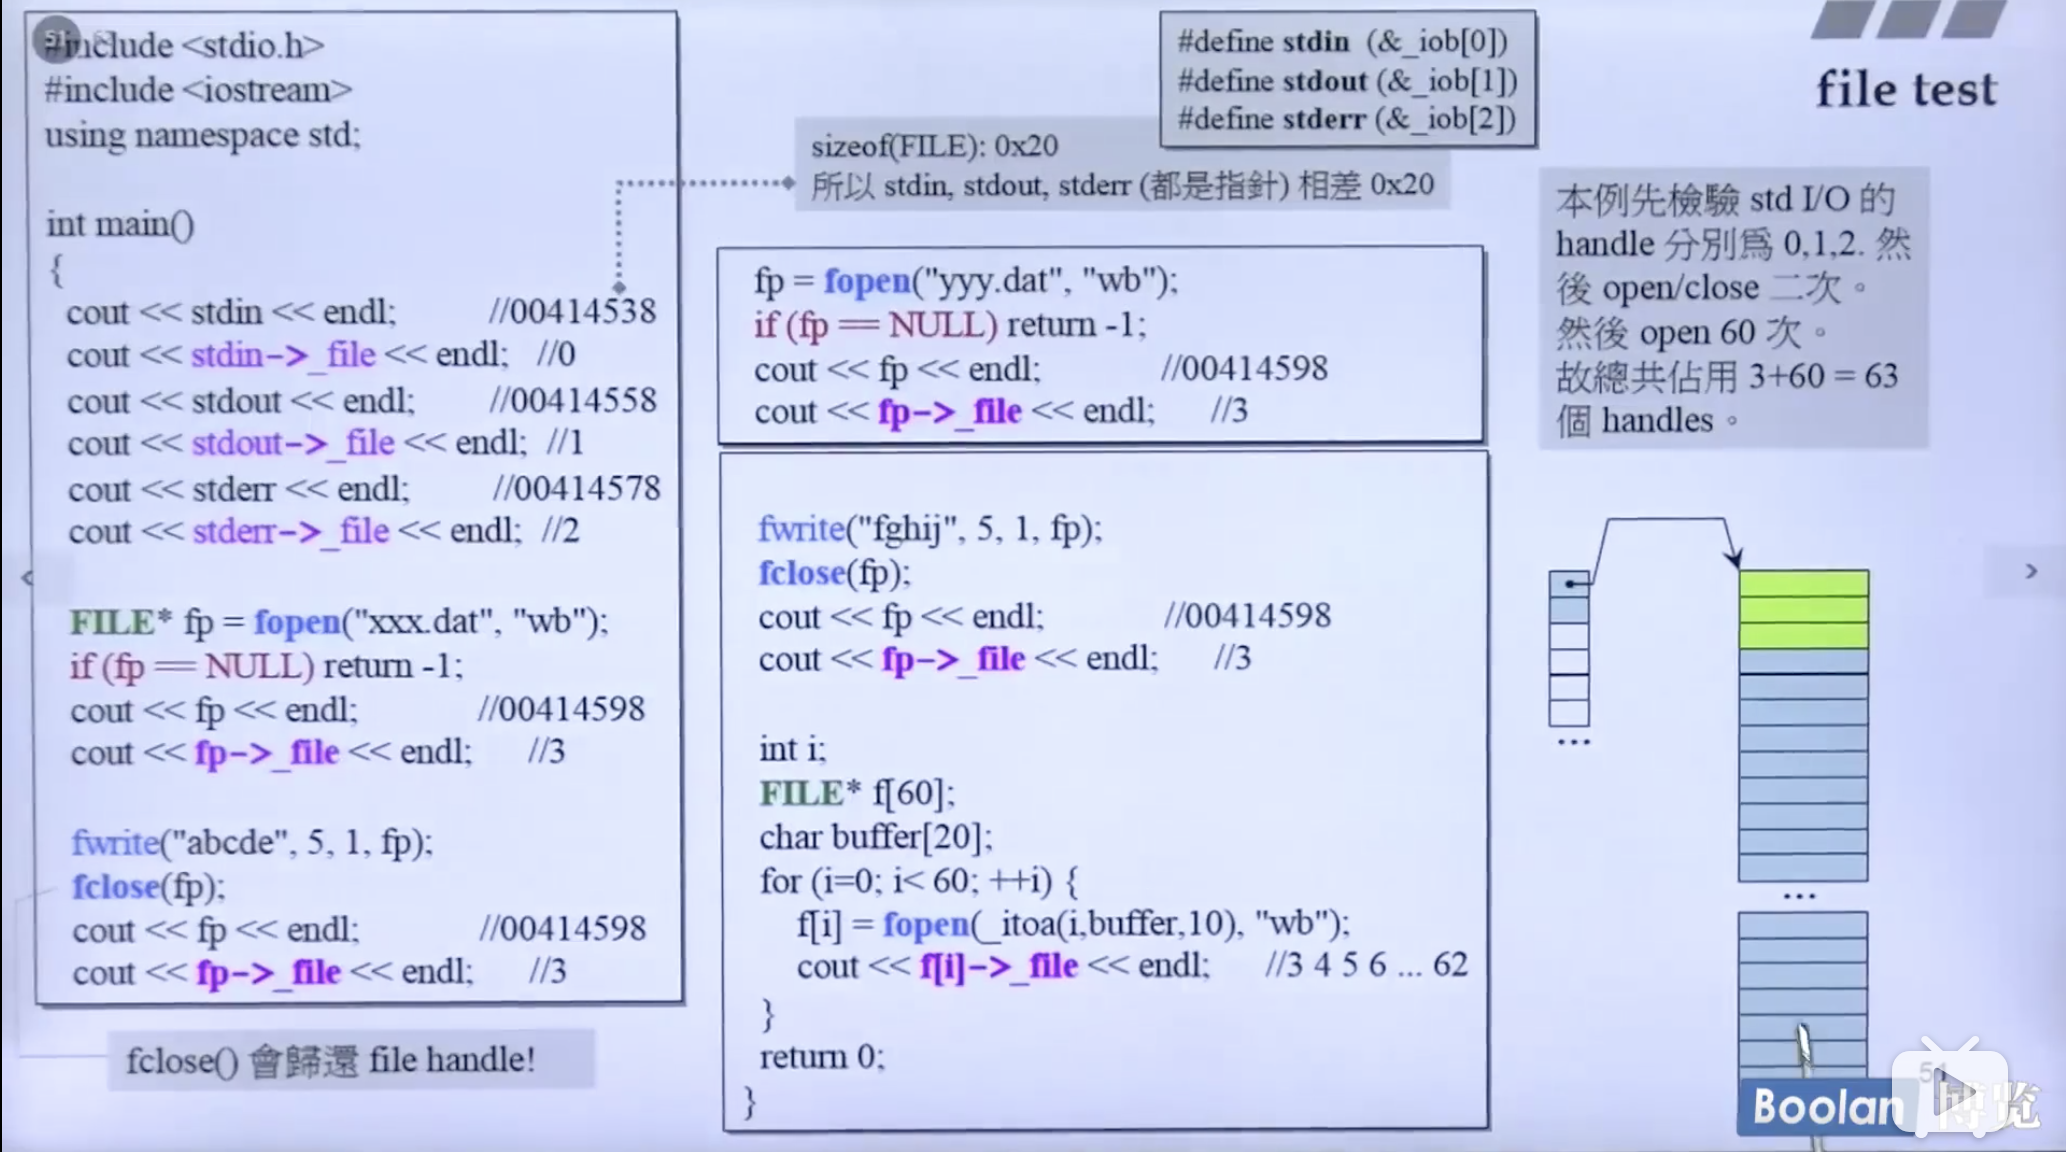 #include <stdio.h>
#include <iostream>
using namespace std;
int main()
{
cout << stdin << endl; //00414538
cout << stdin->_file << endl; //0
cout << stdout << endl; //00414558
cout << stdout->_file << endl; //1
cout << stderr << endl; //00414578
cout << stderr->_file << endl; //2
FILE* fp = fopen("xxx.dat", "wb");
if (fp == NULL) return -1;
cout << fp << endl; //00414598
cout << fp->_file << endl; //3
fwrite("abcde", 5, 1, fp);
fclose(fp);
cout << fp << endl; //00414598
cout << fp->_file << endl; //3
fclose() 會歸還 file handle!
#define stdin (&_iob[0])
#define stdout (&_iob[1])
#define stderr (&_iob[2])
sizeof(FILE): 0x20
所以 stdin, stdout, stderr (都是指針) 相差 0x20
fp = fopen("yyy.dat", "wb");
if (fp == NULL) return -1;
cout << fp << endl; //00414598
cout << fp->_file << endl; //3
fwrite("fghij", 5, 1, fp);
fclose(fp);
cout << fp << endl; //00414598
cout << fp->_file << endl; //3
int i;
FILE* f[60];
char buffer[20];
for (i=0; i< 60; ++i) {
f[i] = fopen(_itoa(i,buffer,10), "wb");
cout << f[i]->_file << endl; //3 4 5 6 ... 62
}
return 0;
}
file test
本例先檢驗 std I/O 的
handle 分別為 0,1,2. 然
後 open/close 二次。
然後 open 60 次。
故總共佔用 3+60 = 63
個 handles。
...
...
Boolan 博览